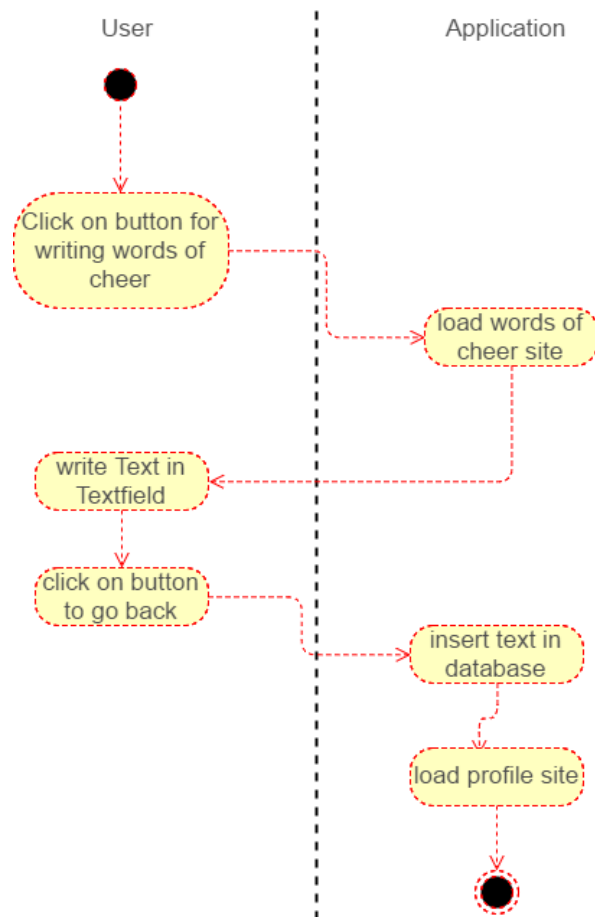 User
Application
Click on button for
writing words of
cheer
load words of
cheer site
write Text in
Textfield
click on button
to go back
insert text in
database
load profile site